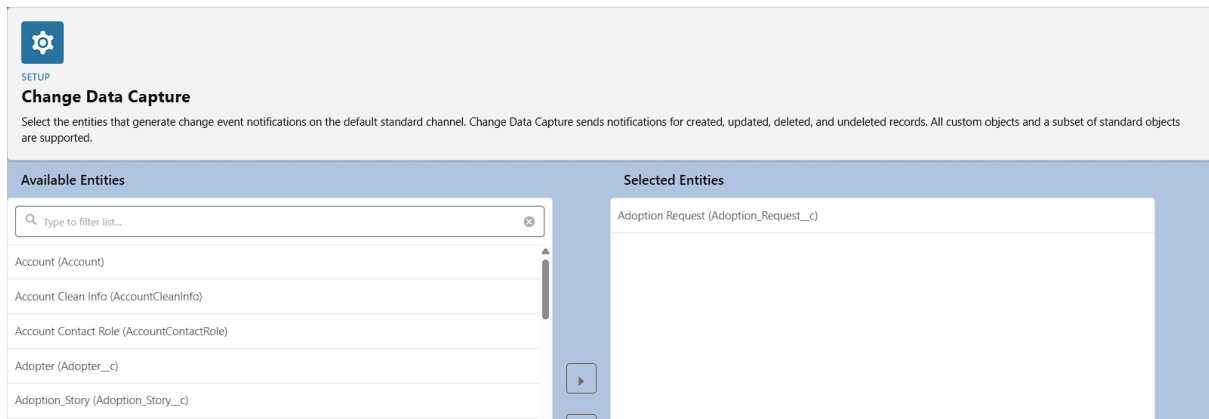 SETUP
Change Data Capture
Select the entities that generate change event notifications on the default standard channel. Change Data Capture sends notifications for created, updated, deleted, and undeleted records. All custom objects and a subset of standard objects
are supported.
Available Entities
Type to filter list...
Account (Account)
Account Clean Info (AccountCleanInfo)
Account Contact Role (AccountContactRole)
Adopter (Adopter__c)
Adoption_Story (Adoption_Story__c)
Selected Entities
Adoption Request (Adoption_Request__c)